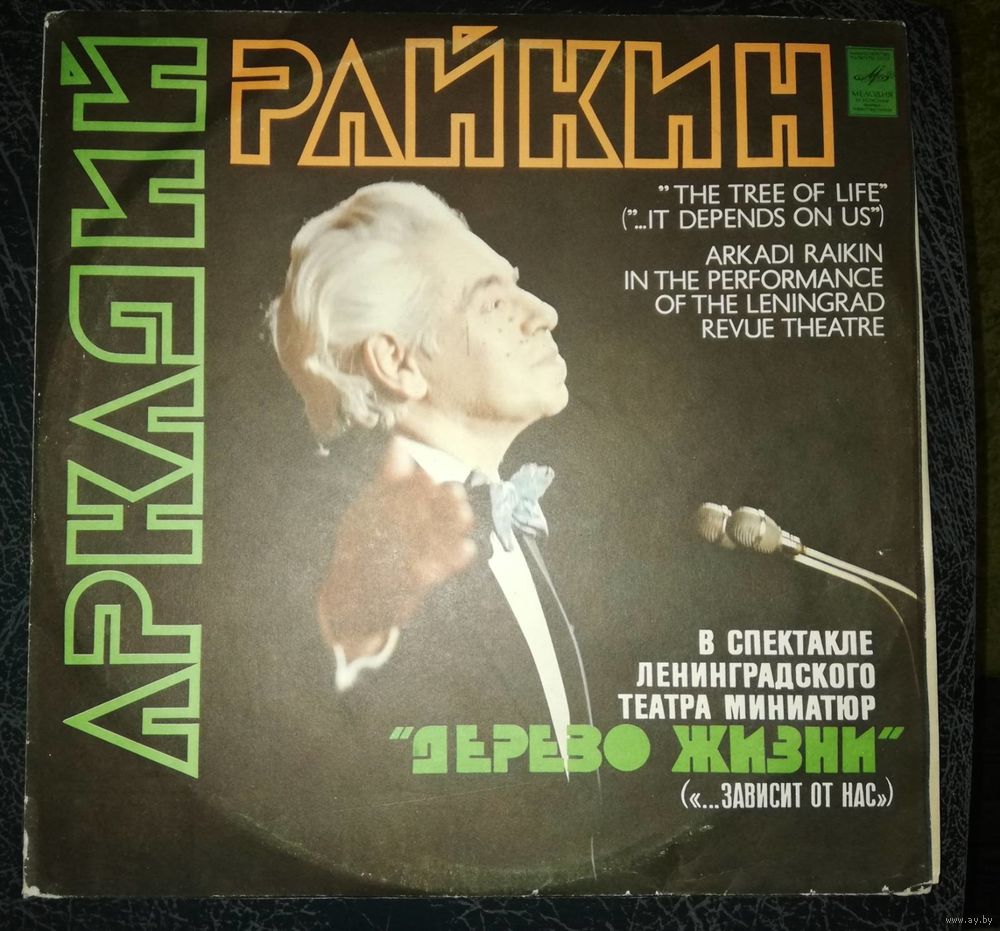 АРКАДИЙ
РАЙКИН
МЕЛОДИЯ
" THE TREE OF LIFE"
("...IT DEPENDS ON US")
ARKADI RAIKIN
IN THE PERFORMANCE
OF THE LENINGRAD
REVUE THEATRE
В СПЕКТАКЛЕ
ЛЕНИНГРАДСКОГО
ТЕАТРА МИНИАТЮР
"ДЕРЕВО ЖИЗНИ"
(«...ЗАВИСИТ ОТ НАС»)
www.ay.by